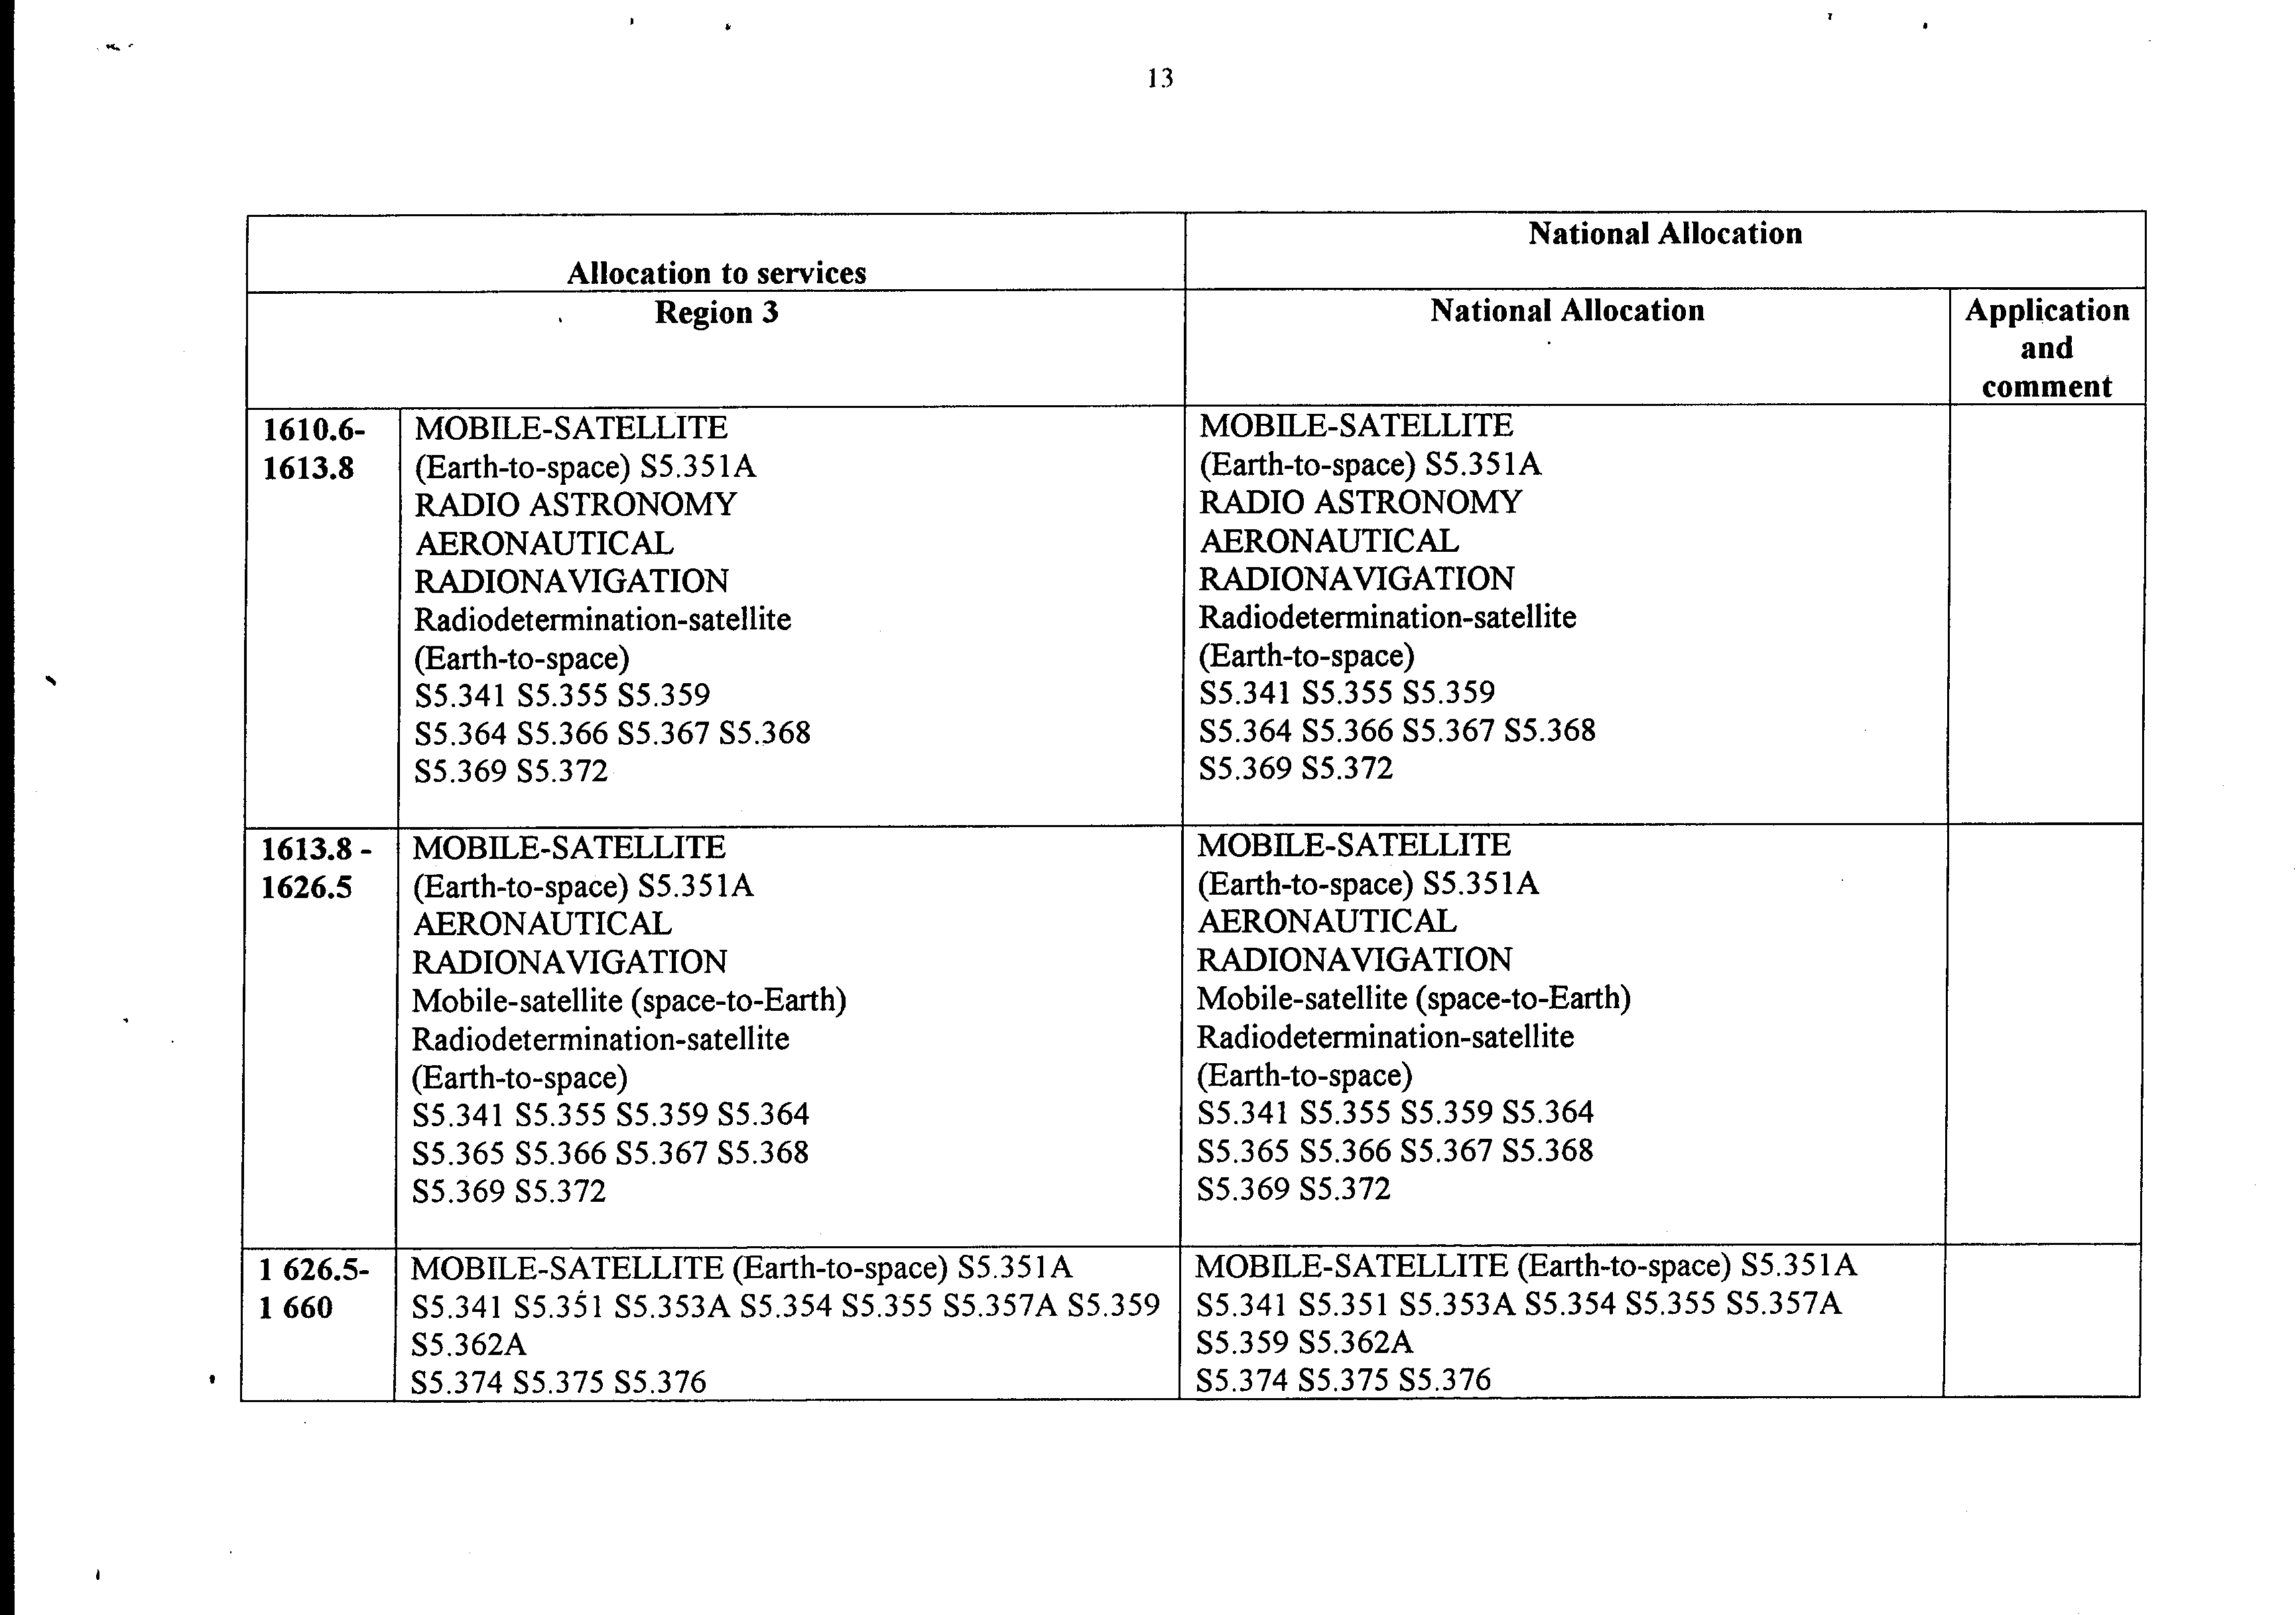 13
National Allocation
Allocation to services
Region 3
National Allocation
Application
and
comment
1610.6-
1613.8
MOBILE-SATELLITE
(Earth-to-space) S5.351A
RADIO ASTRONOMY
AERONAUTICAL
RADIONAVIGATION
Radiodetermination-satellite
(Earth-to-space)
S5.341 S5.355 S5.359
S5.364 S5.366 S5.367 S5.368
S5.369 S5.372
MOBILE-SATELLITE
(Earth-to-space) S5.351A
RADIO ASTRONOMY
AERONAUTICAL
RADIONAVIGATION
Radiodetermination-satellite
(Earth-to-space)
S5.341 S5.355 S5.359
S5.364 S5.366 S5.367 S5.368
S5.369 S5.372
1613.8 -
1626.5
MOBILE-SATELLITE
(Earth-to-space) S5.351A
AERONAUTICAL
RADIONAVIGATION
Mobile-satellite (space-to-Earth)
Radiodetermination-satellite
(Earth-to-space)
S5.341 S5.355 S5.359 S5.364
S5.365 S5.366 S5.367 S5.368
S5.369 S5.372
MOBILE-SATELLITE
(Earth-to-space) S5.351A
AERONAUTICAL
RADIONAVIGATION
Mobile-satellite (space-to-Earth)
Radiodetermination-satellite
(Earth-to-space)
S5.341 S5.355 S5.359 S5.364
S5.365 S5.366 S5.367 S5.368
S5.369 S5.372
1 626.5-
1 660
MOBILE-SATELLITE (Earth-to-space) S5.351A
S5.341 S5.351 S5.353A S5.354 S5.355 S5.357A S5.359
S5.362A
S5.374 S5.375 S5.376
MOBILE-SATELLITE (Earth-to-space) S5.351A
S5.341 S5.351 S5.353A S5.354 S5.355 S5.357A
S5.359 S5.362A
S5.374 S5.375 S5.376